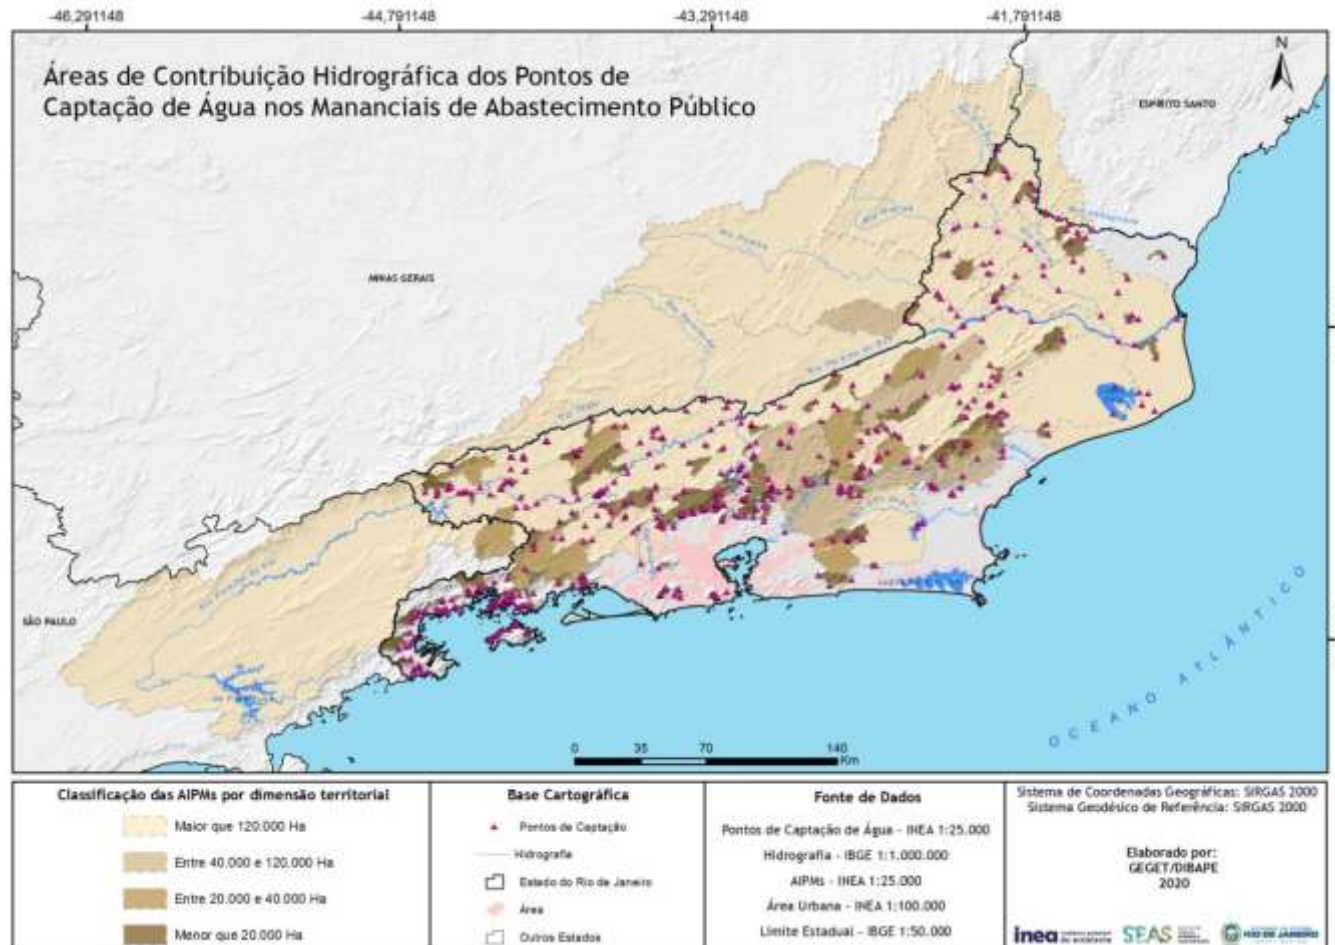 -46,291148
-44,791148
-43,291148
-41,791148
Áreas de Contribuição Hidrográfica dos Pontos de
Captação de Água nos Mananciais de Abastecimento Público
N
ESPÍRITO SANTO
MINAS GERAIS
SÃO PAULO
OCEANO ATLÂNTICO
0 35 70 140
Km
Classificação das AIPMs por dimensão territorial
Maior que 120.000 Ha
Entre 40.000 e 120.000 Ha
Entre 20.000 e 40.000 Ha
Menor que 20.000 Ha
Base Cartográfica
Pontos de Captação
Hidrografia
Estado do Rio de Janeiro
Área
Outros Estados
Fonte de Dados
Pontos de Captação de Água - INEA 1:25.000
Hidrografia - IBGE 1:1.000.000
AIPMs - INEA 1:25.000
Área Urbana - INEA 1:100.000
Limite Estadual - IBGE 1:50.000
Sistema de Coordenadas Geográficas: SIRGAS 2000
Sistema Geodésico de Referência: SIRGAS 2000
Elaborado por:
GEGET/DIBAPE
2020
inea
SEAS
RIO DE JANEIRO